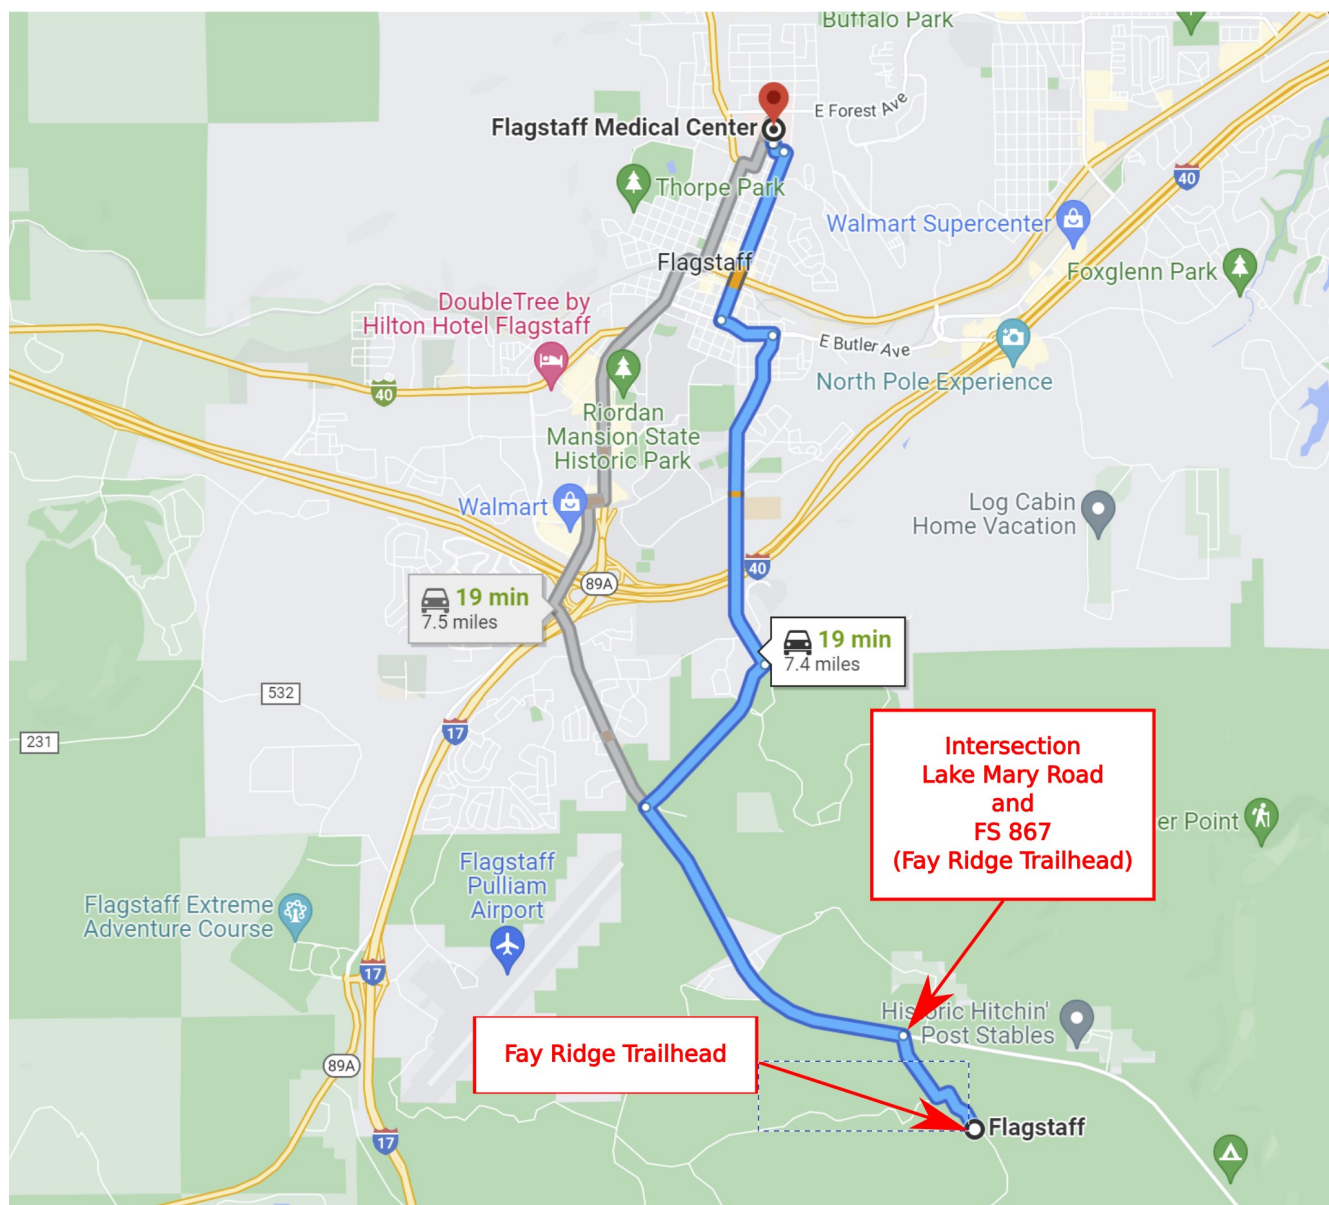 Buffalo Park
E Forest Ave
Flagstaff Medical Center
40
Thorpe Park
Walmart Supercenter
Flagstaff
Foxglenn Park
DoubleTree by
Hilton Hotel Flagstaff
E Butler Ave
North Pole Experience
40
Riordan
Mansion State
Historic Park
Walmart
Log Cabin
Home Vacation
40
89A
19 min
7.5 miles
19 min
7.4 miles
532
17
231
Intersection
Lake Mary Road
and
FS 867
(Fay Ridge Trailhead)
er Point
Flagstaff
Pulliam
Airport
Flagstaff Extreme
Adventure Course
17
Historic Hitchin'
Post Stables
Fay Ridge Trailhead
89A
Flagstaff
17